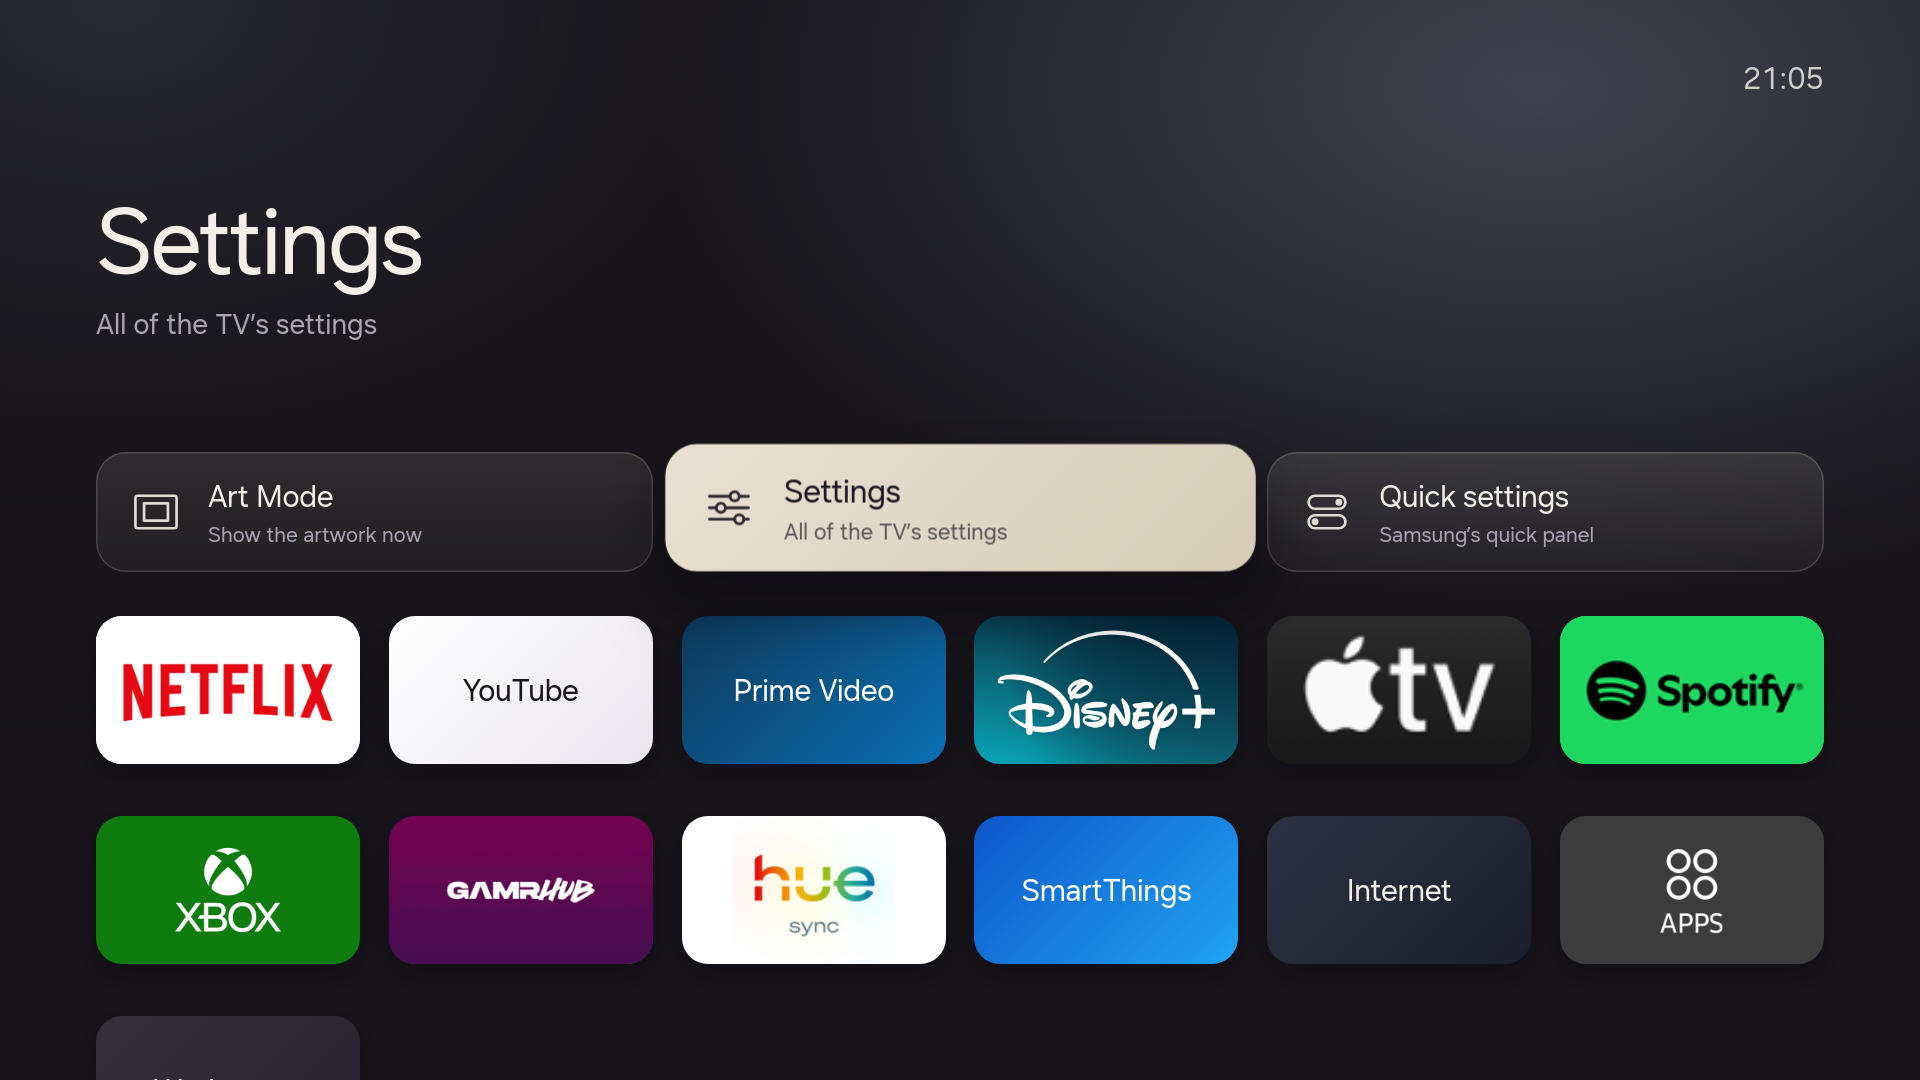 21:05
Settings
All of the TV's settings
Art Mode
Show the artwork now
Settings
All of the TV's settings
Quick settings
Samsung's quick panel
NETFLIX
YouTube
Prime Video
Disney+
tv
Spotify
XBOX
GAMRHUB
hue
sync
SmartThings
Internet
APPS